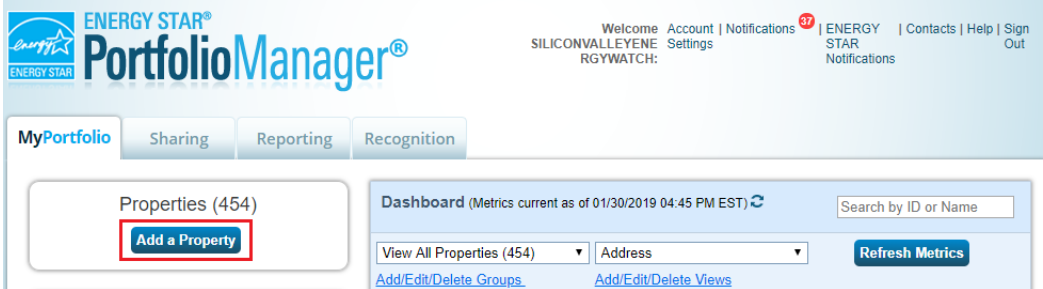 ENERGY STAR®
PortfolioManager®
energy
ENERGY STAR
Welcome SILICONVALLEYENE RGYWATCH:
Account Settings | Notifications 37 | ENERGY STAR Notifications | Contacts | Help | Sign Out
MyPortfolio Sharing Reporting Recognition
Properties (454)
Add a Property
Dashboard (Metrics current as of 01/30/2019 04:45 PM EST)
Search by ID or Name
View All Properties (454) Address Refresh Metrics
Add/Edit/Delete Groups Add/Edit/Delete Views